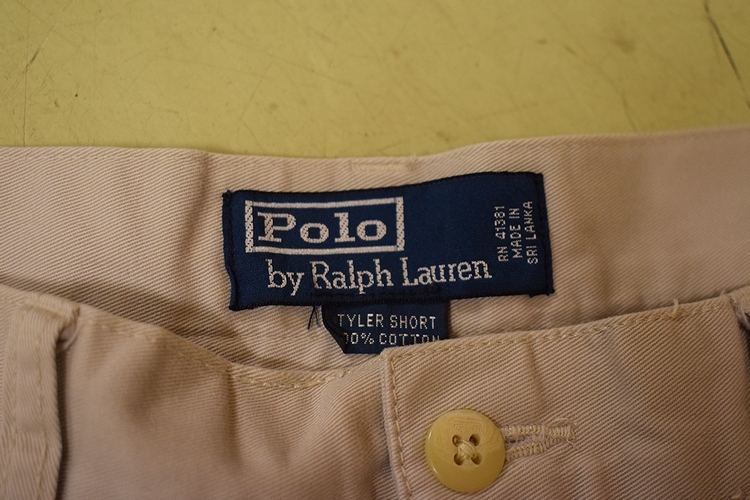 Polo
by Ralph Lauren
RN 41381
MADE IN
SRI LANKA
TYLER SHORT
COTTON